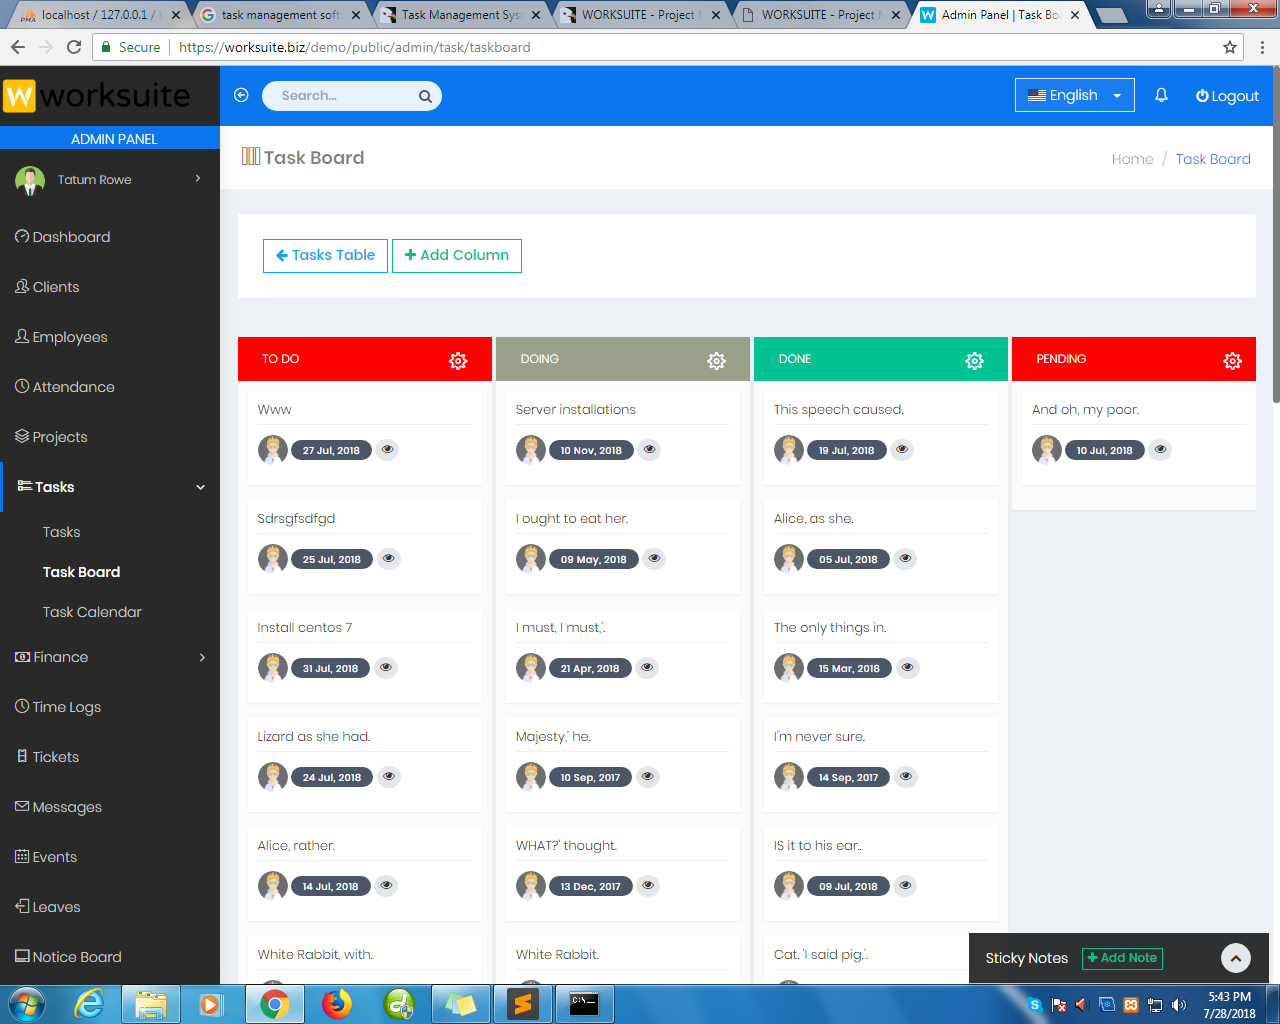 localhost / 127.0.0.1 /
task management soft
Task Management Sys
WORKSUITE - Project
WORKSUITE - Project
Admin Panel | Task Bo
Secure
https://worksuite.biz/demo/public/admin/task/taskboard
W worksuite
Search...
English
Logout
ADMIN PANEL
Task Board
Home / Task Board
Tatum Rowe
Dashboard
Clients
Employees
Attendance
Projects
Tasks
Tasks
Task Board
Task Calendar
Finance
Time Logs
Tickets
Messages
Events
Leaves
Notice Board
Tasks Table
+ Add Column
TO DO
Www
27 Jul, 2018
Sdrsgfsdfgd
25 Jul, 2018
Install centos 7
31 Jul, 2018
Lizard as she had.
24 Jul, 2018
Alice, rather.
14 Jul, 2018
White Rabbit, with.
DOING
Server installations
10 Nov, 2018
I ought to eat her.
09 May, 2018
I must, I must,'.
21 Apr, 2018
Majesty,' he.
10 Sep, 2017
WHAT?' thought.
13 Dec, 2017
White Rabbit.
DONE
This speech caused.
19 Jul, 2018
Alice, as she.
05 Jul, 2018
The only things in.
15 Mar, 2018
I'm never sure.
14 Sep, 2017
IS it to his ear..
09 Jul, 2018
Cat. 'I said pig,'.
PENDING
And oh, my poor.
10 Jul, 2018
Sticky Notes
+ Add Note
5:43 PM
7/28/2018